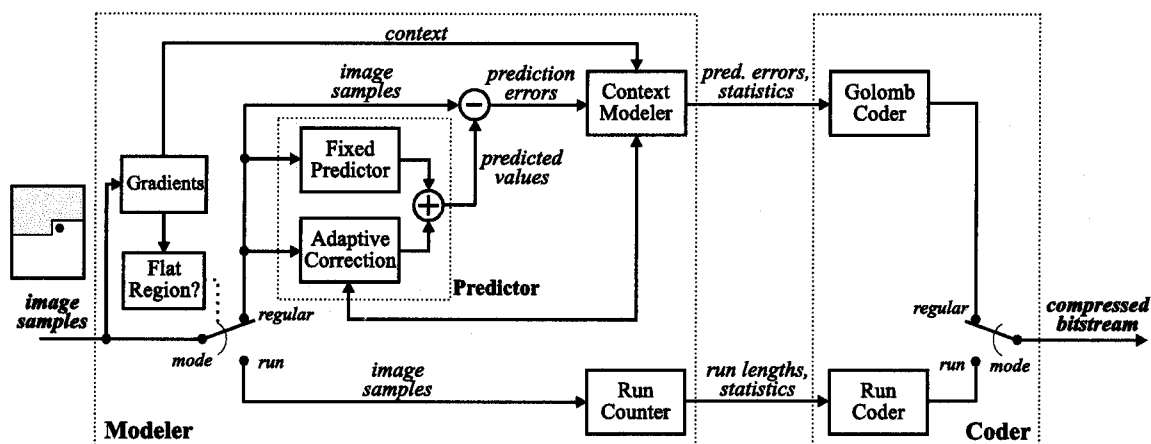 context
image
samples
prediction
errors
Context
Modeler
pred. errors,
statistics
Golomb
Coder
Fixed
Predictor
predicted
values
Gradients
Adaptive
Correction
Flat
Region?
Predictor
image
samples
regular
mode
run
image
samples
Run
Counter
run lengths,
statistics
Run
Coder
regular
run
mode
compressed
bitstream
Modeler
Coder